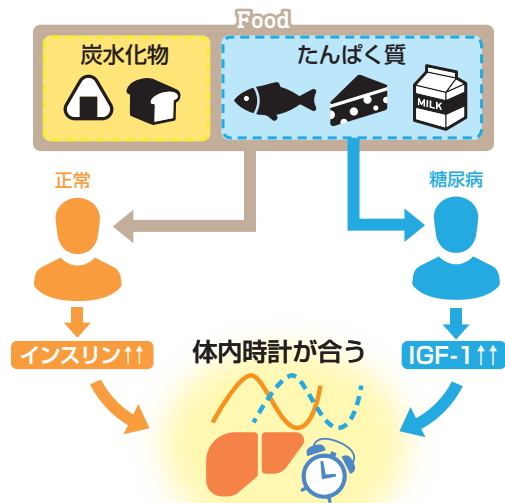 Food
炭水化物
たんぱく質
MILK
正常
糖尿病
インスリン↑↑
体内時計が合う
IGF-1↑↑